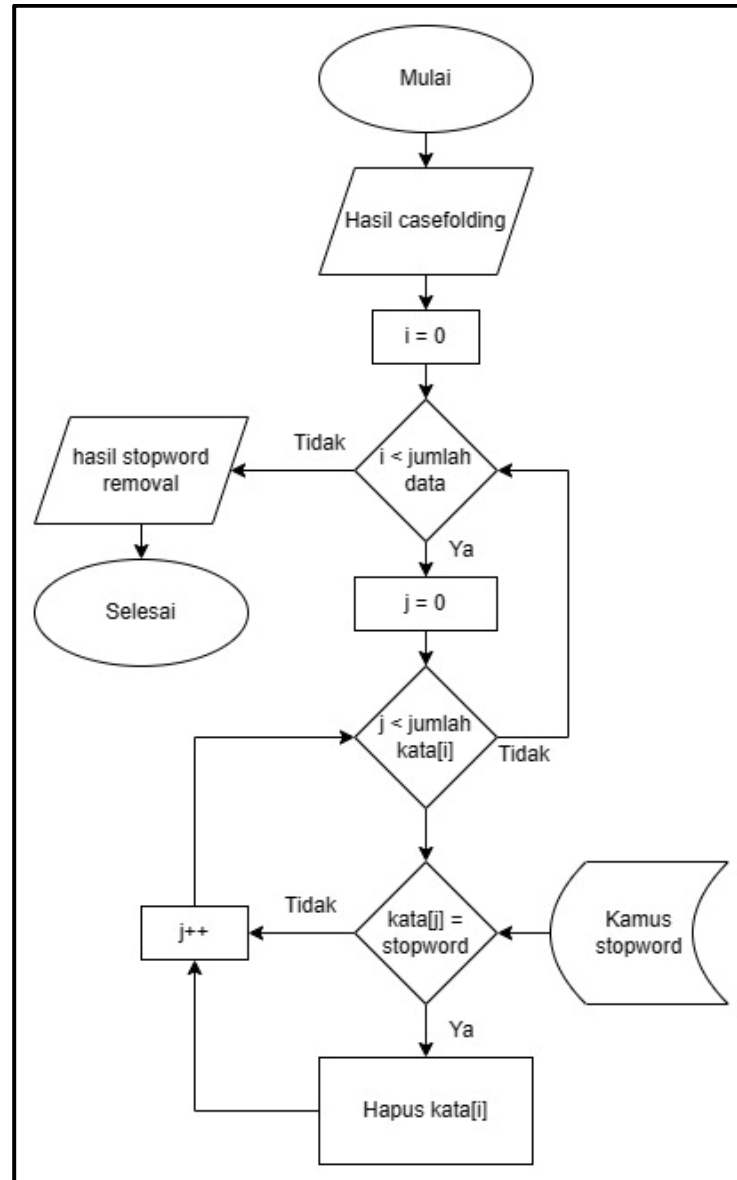 Mulai
Hasil casefolding
i = 0
Tidak
i < jumlah
data
hasil stopword
removal
Ya
Selesai
j = 0
j < jumlah
kata[i]
Tidak
Tidak
kata[j] =
stopword
Kamus
stopword
j++
Ya
Hapus kata[i]